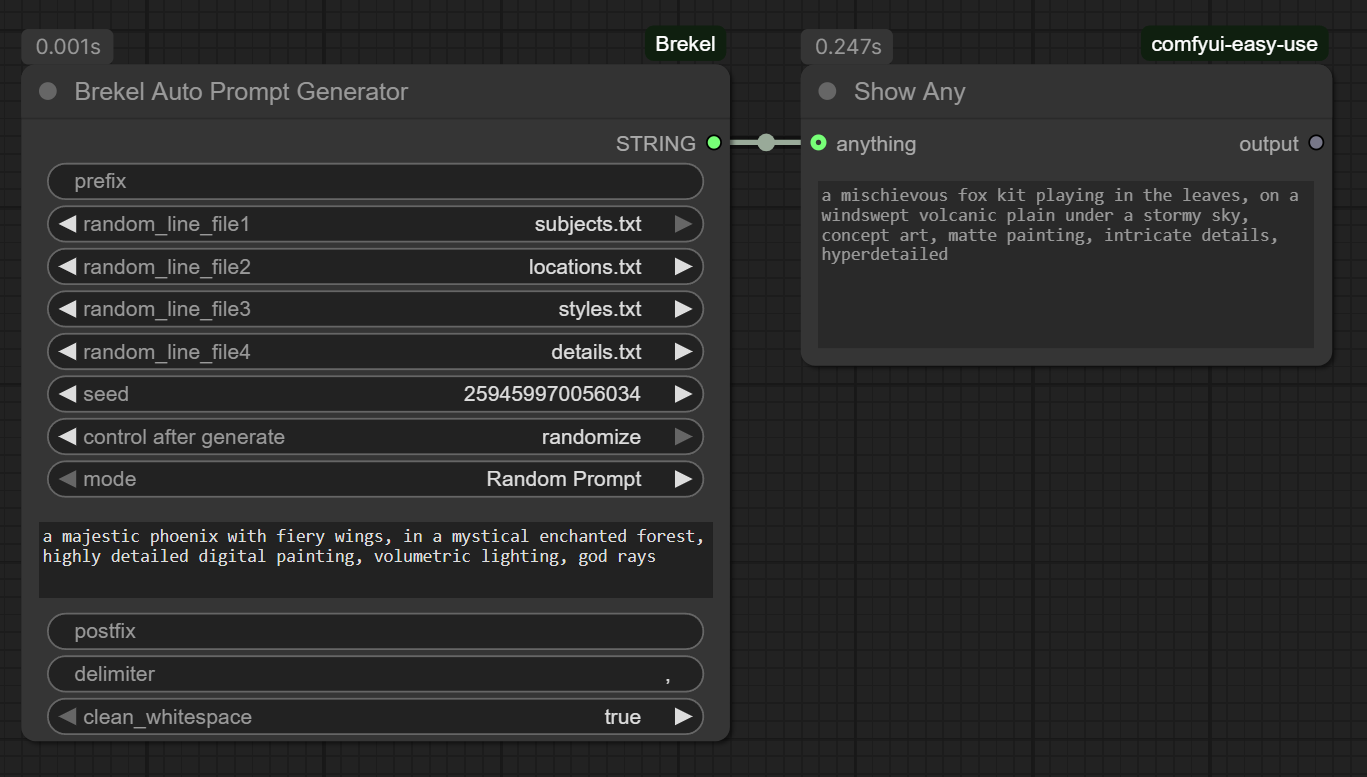 0.001s
Brekel
Brekel Auto Prompt Generator
STRING
prefix
random_line_file1 subjects.txt
random_line_file2 locations.txt
random_line_file3 styles.txt
random_line_file4 details.txt
seed 259459970056034
control after generate randomize
mode Random Prompt
a majestic phoenix with fiery wings, in a mystical enchanted forest,
highly detailed digital painting, volumetric lighting, god rays
postfix
delimiter ,
clean_whitespace true
0.247s
comfyui-easy-use
Show Any
anything output
a mischievous fox kit playing in the leaves, on a
windswept volcanic plain under a stormy sky,
concept art, matte painting, intricate details,
hyperdetailed